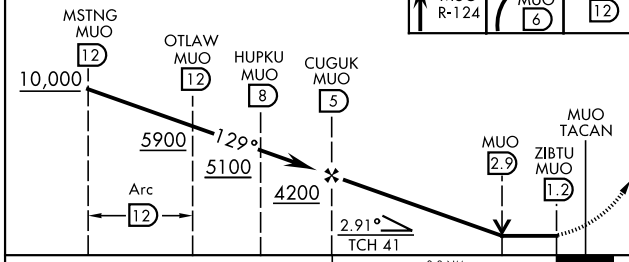 R-124
MUO
6
12
MSTNG
MUO
12
OTLAW
MUO
12
HUPKU
MUO
8
CUGUK
MUO
5
MUO
TACAN
MUO
2.9
ZIBTU
MUO
1.2
10,000
5900
129°
5100
4200
Arc
12
2.91°
TCH 41